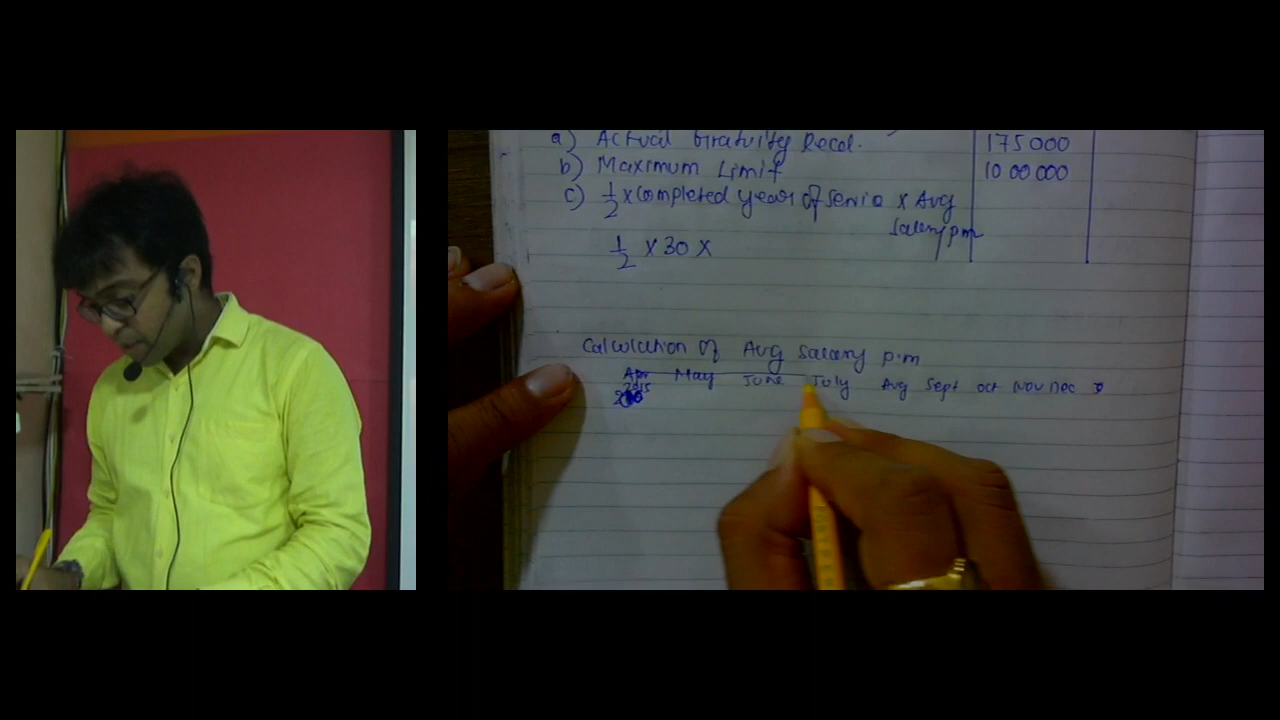 a) Actual Gratuity Recd. 175000
b) Maximum Limit 10 00 000
c) 1/2 x Completed year of Servie x Avg
Salary p.m
1/2 x 30 x
Calculation of Avg Salary p.m
Apr May June July Aug Sept Oct Nov Dec
2015